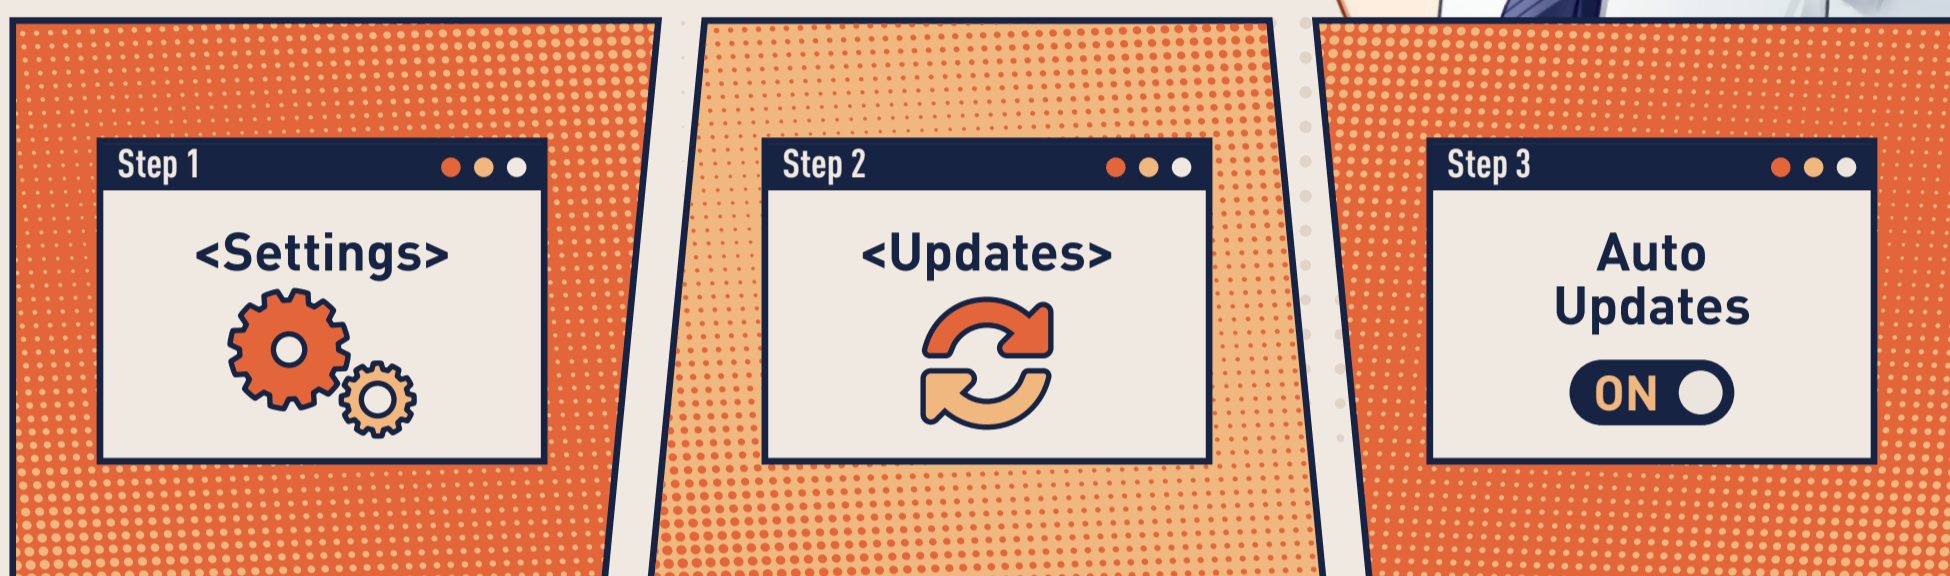 Step 1
<Settings>
Step 2
<Updates>
Step 3
Auto
Updates
ON